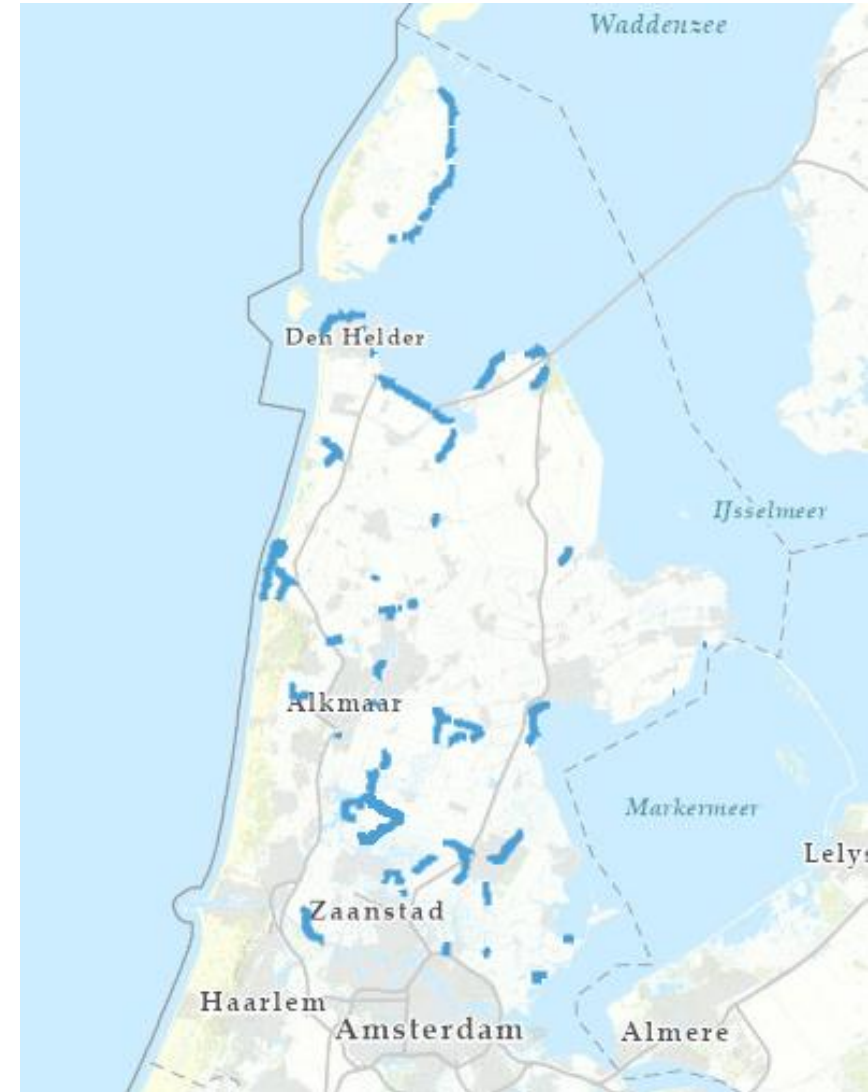 Waddenzee
Den Helder
IJsselmeer
Alkmaar
Markermeer
Lelys
Zaanstad
Haarlem
Amsterdam
Almere